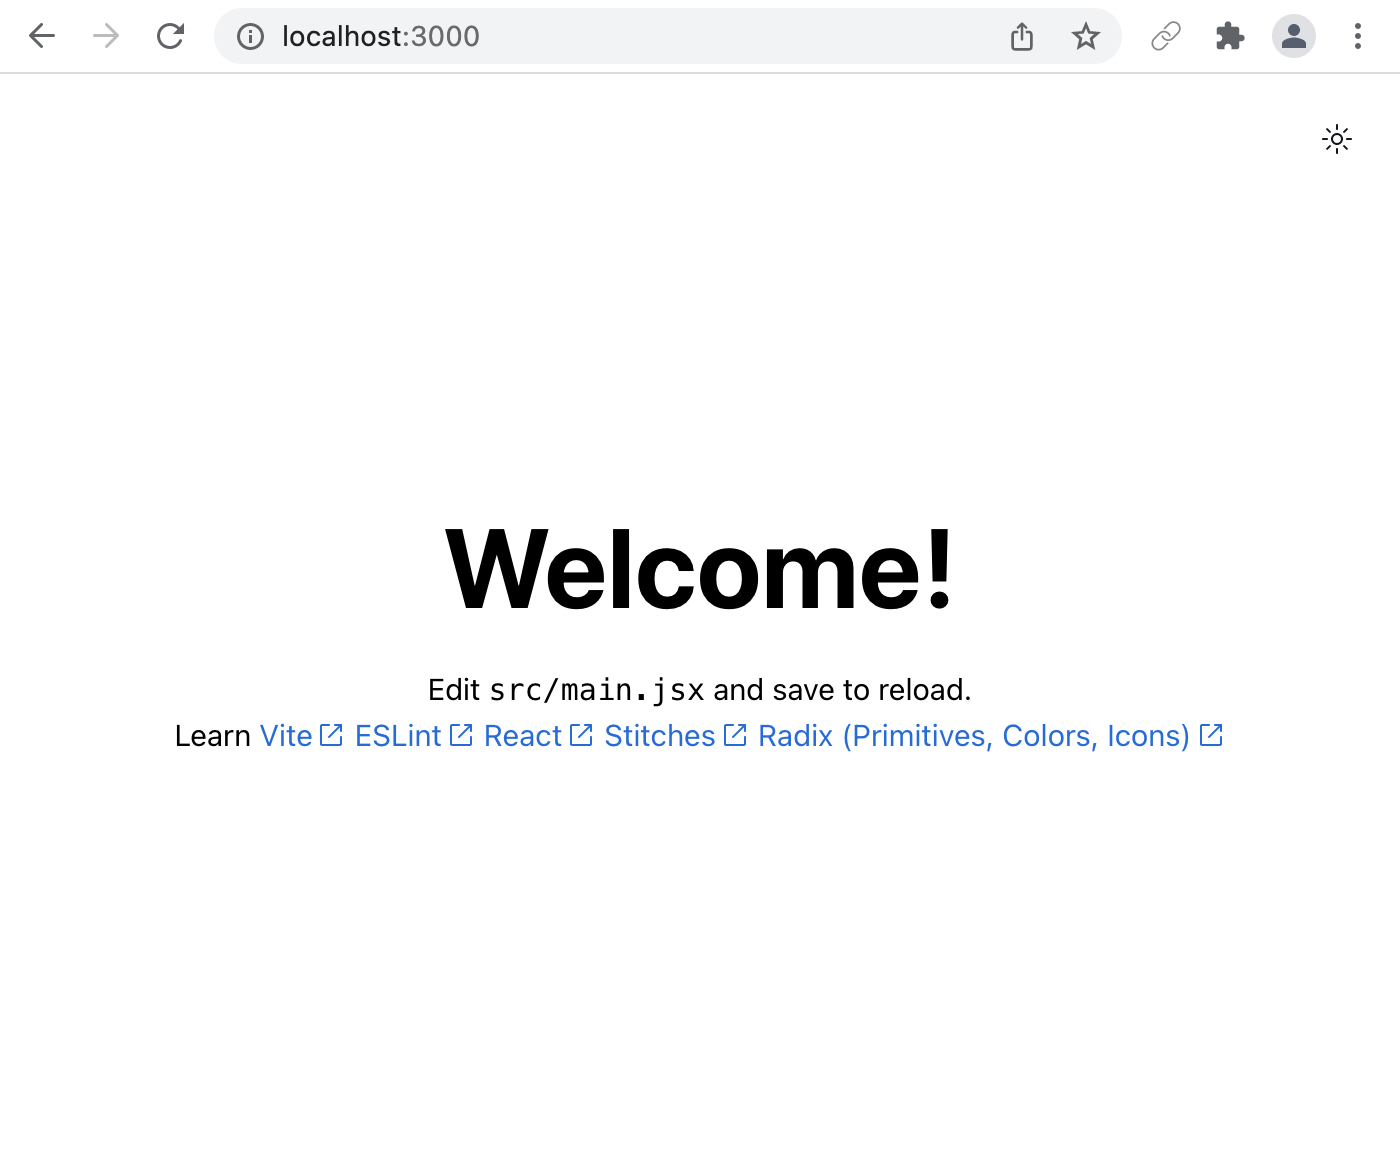 localhost:3000
Welcome!
Edit src/main.jsx and save to reload.
Learn Vite ESLint React Stitches Radix (Primitives, Colors, Icons)